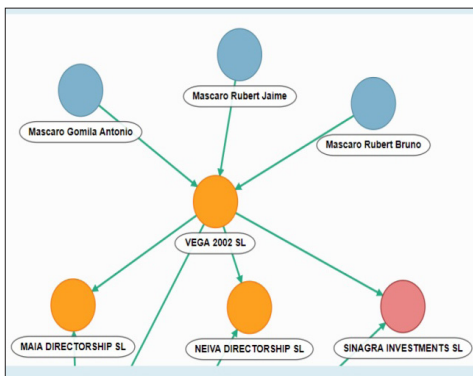 Mascaro Rubert Jaime
Mascaro Gomila Antonio
Mascaro Rubert Bruno
VEGA 2002 SL
MAIA DIRECTORSHIP SL
NEIVA DIRECTORSHIP SL
SINAGRA INVESTMENTS SL